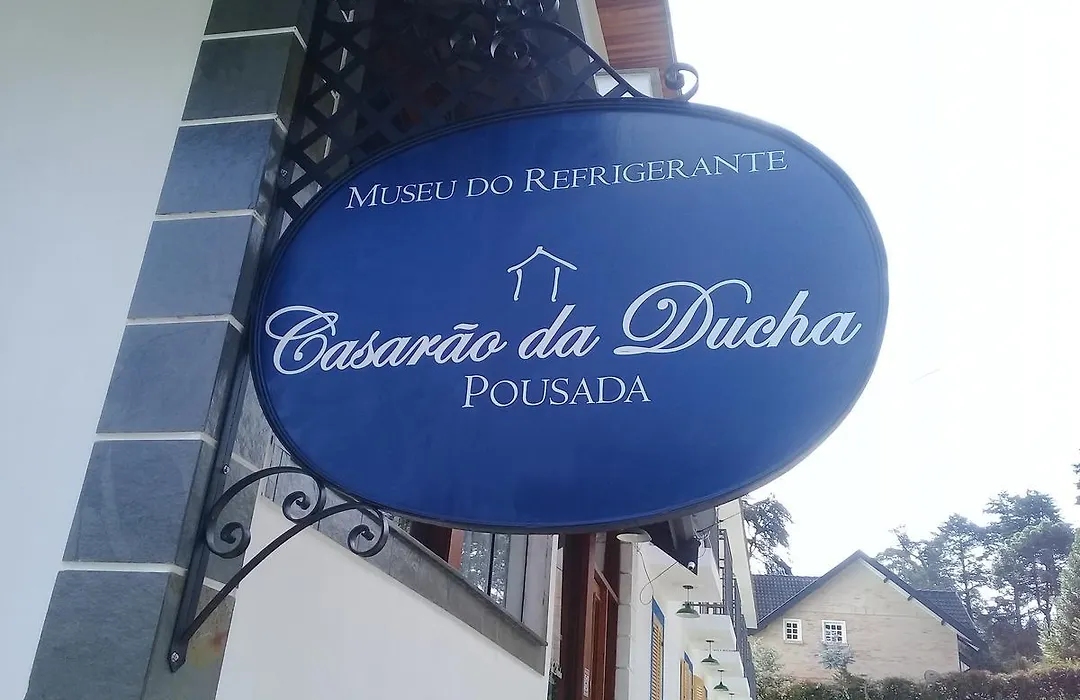 Museu do Refrigerante
Casarão da Ducha
Pousada